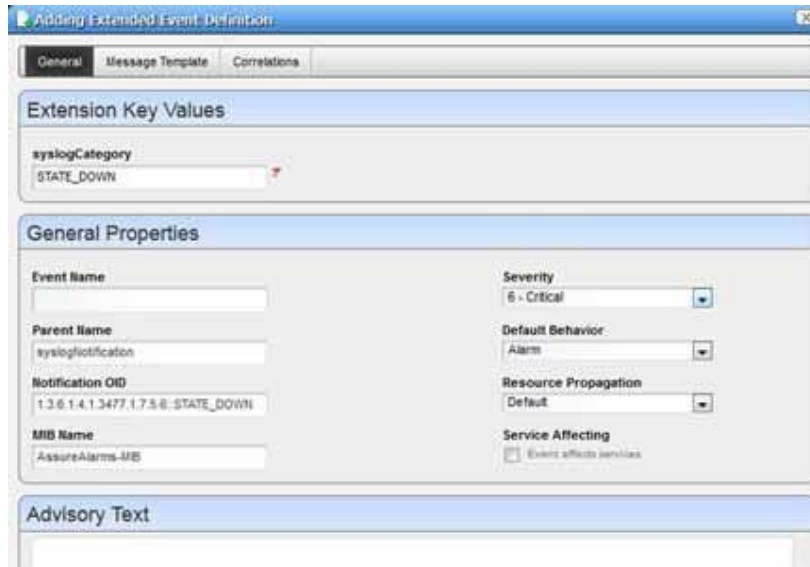 Adding Extended Event Definition
General Message Template Correlations
Extension Key Values
syslogCategory
STATE_DOWN
?
General Properties
Event Name
Severity
6 - Critical
Parent Name
Default Behavior
syslogNotification
Alarm
Notification OID
Resource Propagation
1.3.6.1.4.1.3477.1.7.5.6::STATE_DOWN
Default
MIB Name
Service Affecting
AssureAlarms-MIB
Event affects services
Advisory Text